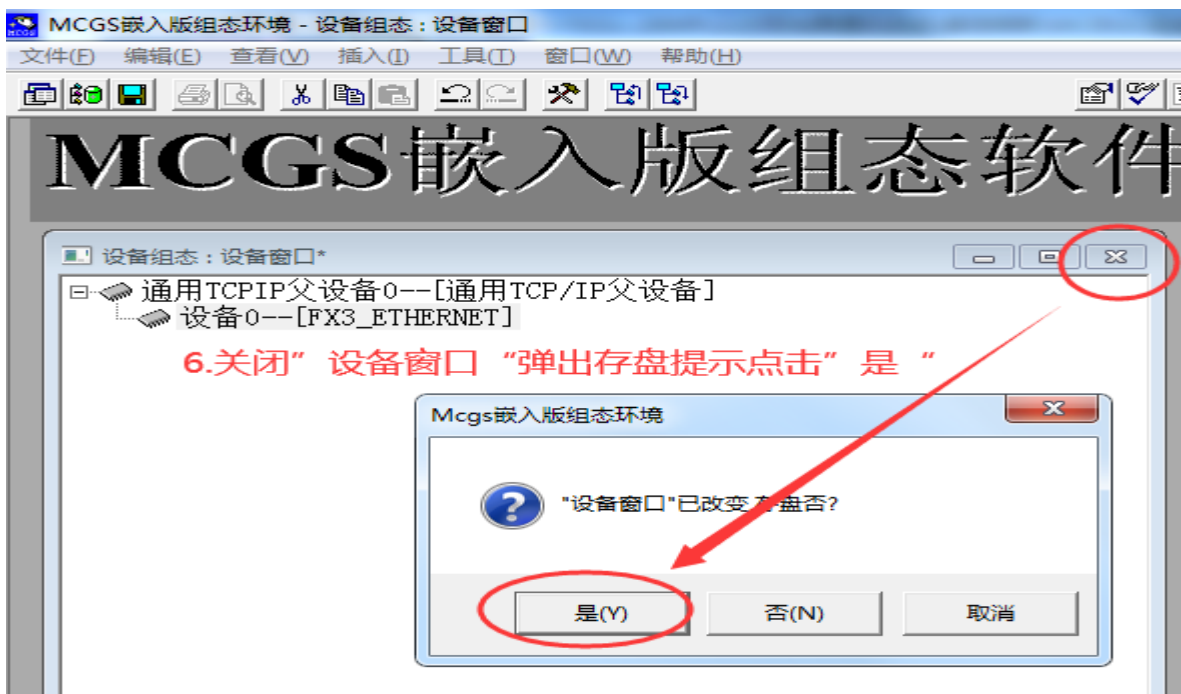 MCGS嵌入版组态环境 - 设备组态 : 设备窗口
文件(F) 编辑(E) 查看(V) 插入(I) 工具(T) 窗口(W) 帮助(H)
MCGS嵌入版组态软件
设备组态 : 设备窗口*
通用TCPIP父设备0--[通用TCP/IP父设备]
设备0--[FX3_ETHERNET]
6.关闭”设备窗口“弹出存盘提示点击”是“
Mcgs嵌入版组态环境
"设备窗口"已改变,存盘否?
是(Y) 否(N) 取消